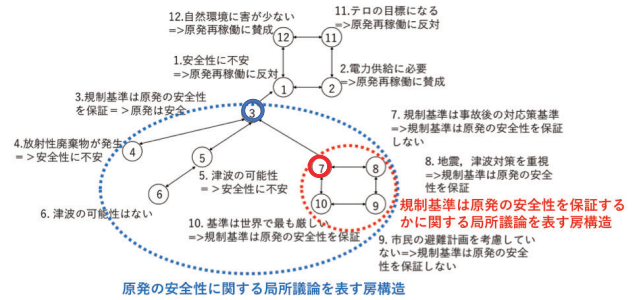 12.自然環境に害が少ない
=>原発再稼働に賛成
11.テロの目標になる
=>原発再稼働に反対
12
11
1.安全性に不安
=>原発再稼働に反対
2.電力供給に必要
=>原発再稼働に賛成
1
2
3.規制基準は原発の安全性
を保証=>原発は安全
3
7. 規制基準は事故後の対応策基準
=>規制基準は原発の安全性を保証
しない
4.放射性廃棄物が発生
=>安全性に不安
4
5
5. 津波の可能性
=>安全性に不安
6
6. 津波の可能性はない
7
8
8. 地震，津波対策を重視
=>規制基準は原発の安全
性を保証
10
9
規制基準は原発の安全性を保証する
かに関する局所議論を表す房構造
10. 基準は世界で最も厳しい
=>規制基準は原発の安全性を保証
9. 市民の避難計画を考慮してい
ない=>規制基準は原発の安全
性を保証しない
原発の安全性に関する局所議論を表す房構造